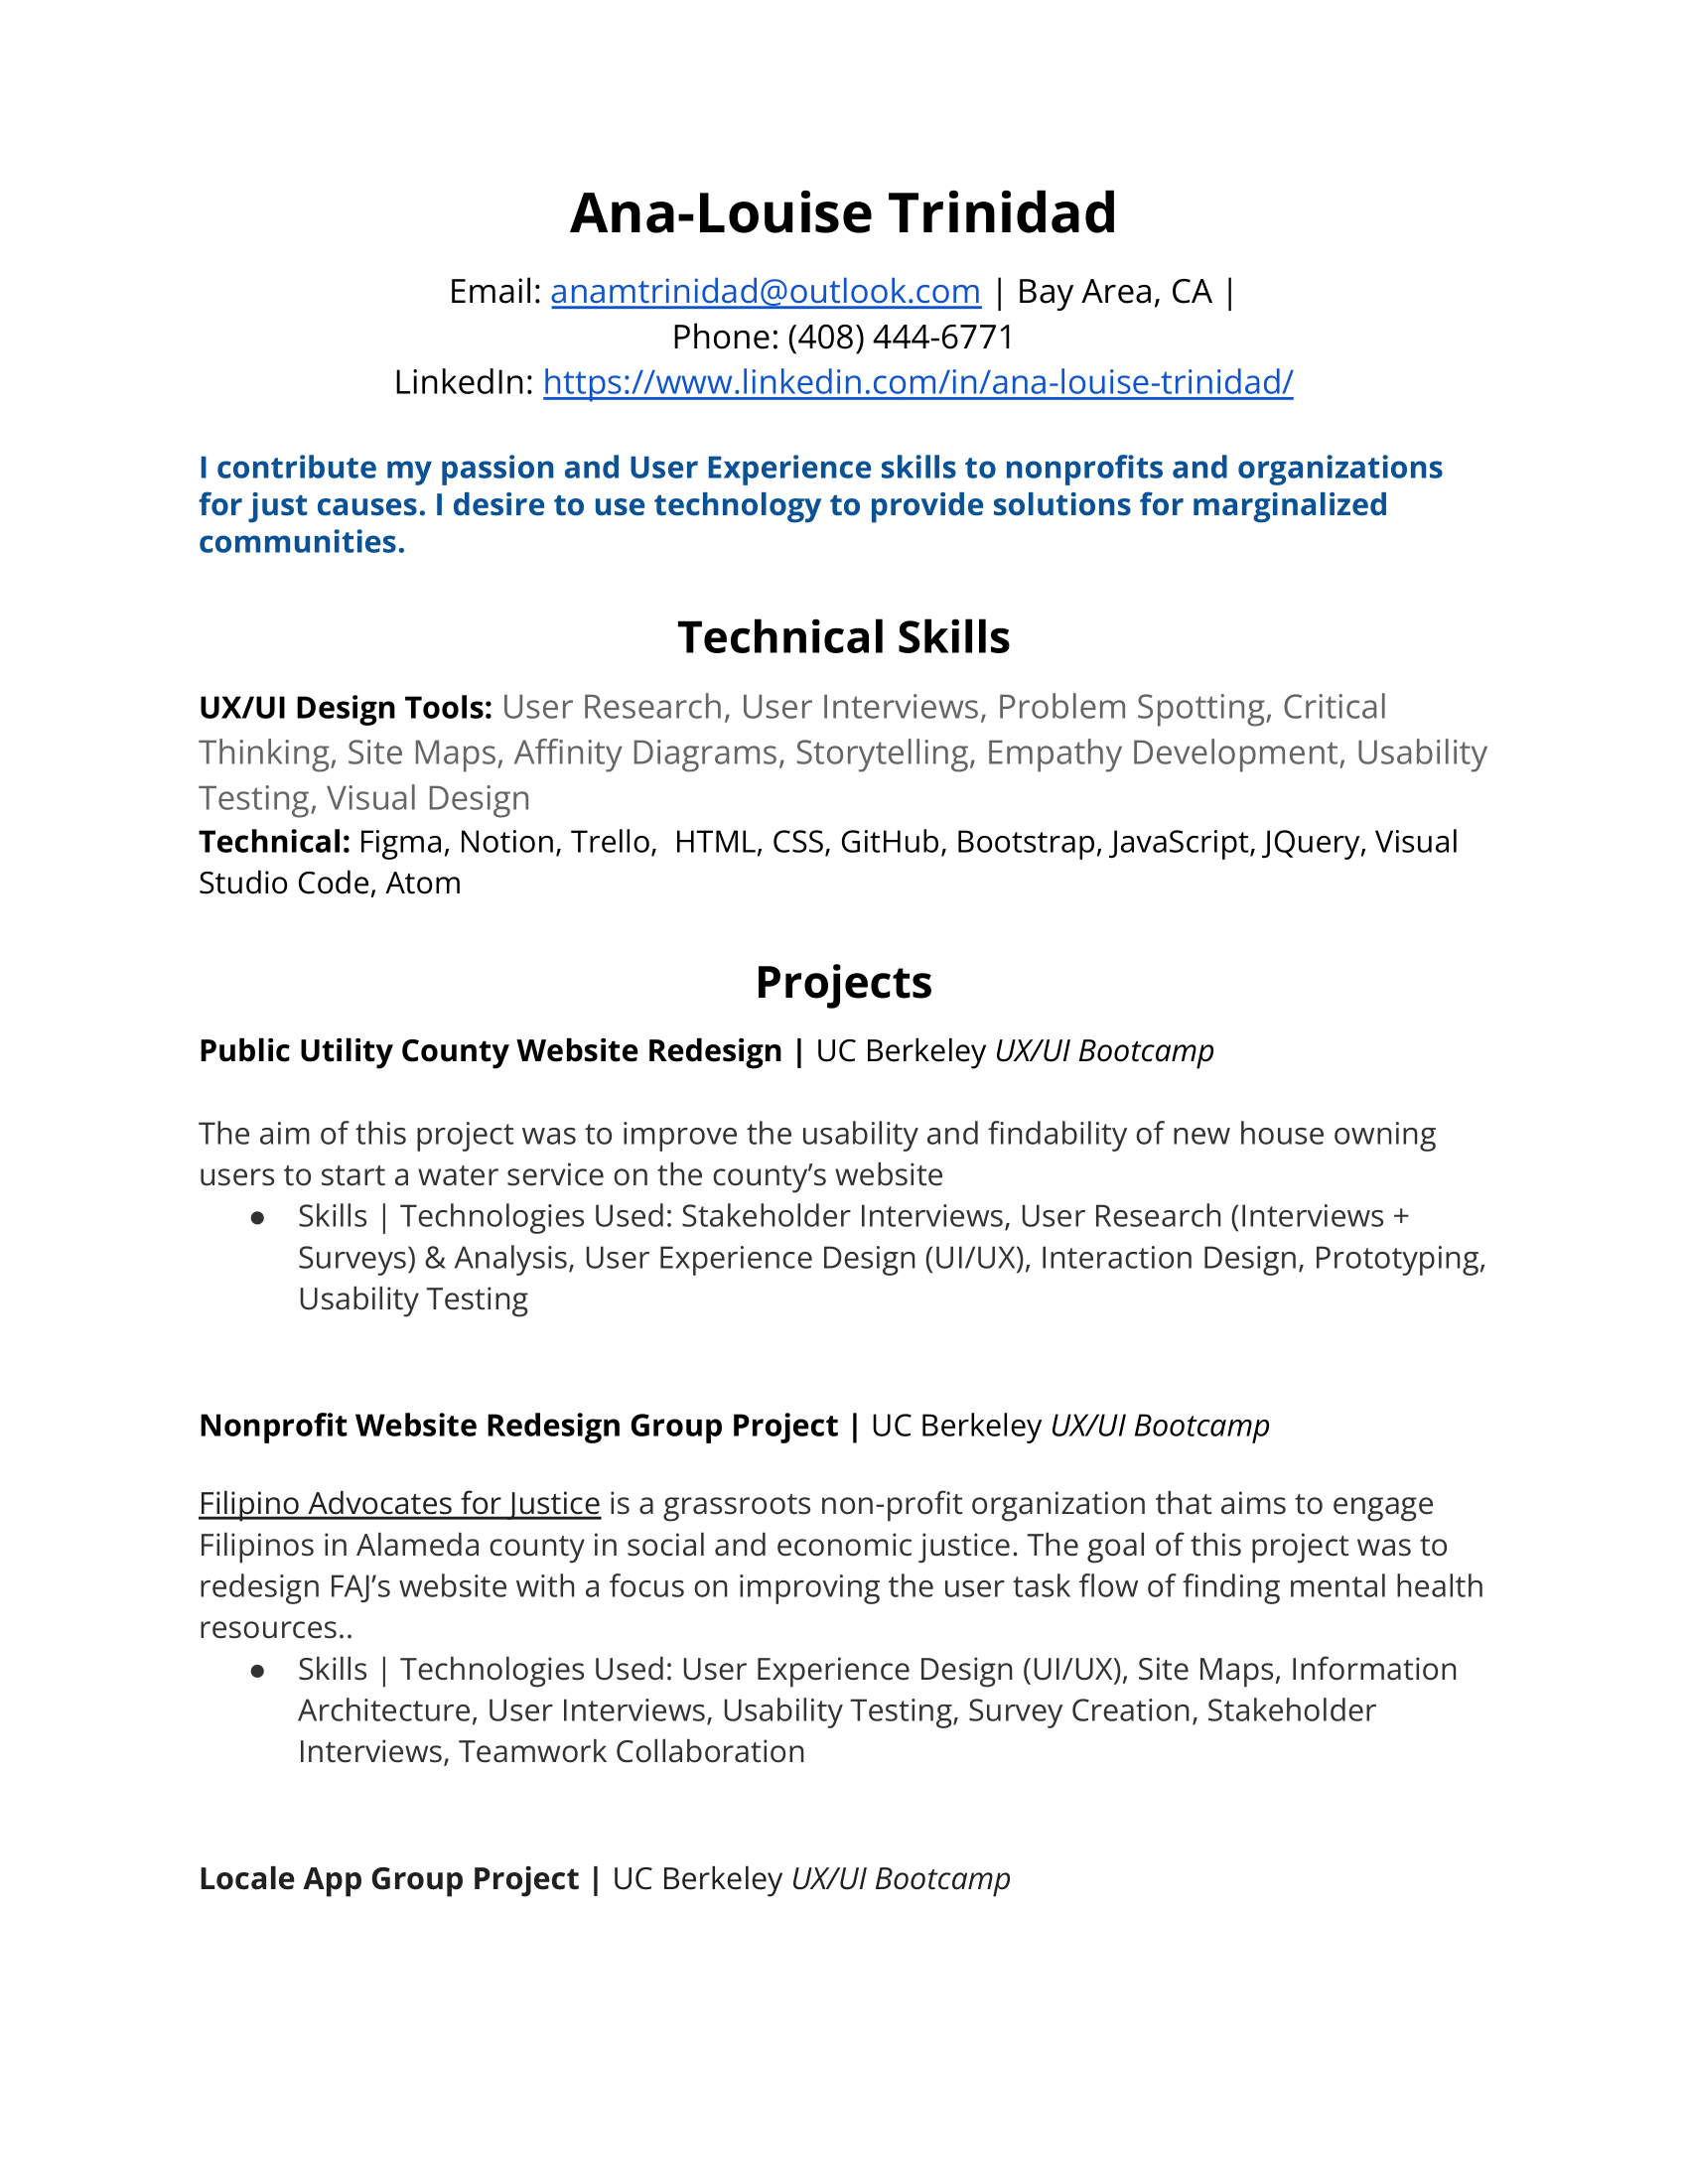 Ana-Louise Trinidad
Email: anamtrinidad@outlook.com | Bay Area, CA |
Phone: (408) 444-6771
LinkedIn: https://www.linkedin.com/in/ana-louise-trinidad/
I contribute my passion and User Experience skills to nonprofits and organizations
for just causes. I desire to use technology to provide solutions for marginalized
communities.
Technical Skills
UX/UI Design Tools: User Research, User Interviews, Problem Spotting, Critical
Thinking, Site Maps, Affinity Diagrams, Storytelling, Empathy Development, Usability
Testing, Visual Design
Technical: Figma, Notion, Trello,  HTML, CSS, GitHub, Bootstrap, JavaScript, JQuery, Visual
Studio Code, Atom
Projects
Public Utility County Website Redesign | UC Berkeley UX/UI Bootcamp
The aim of this project was to improve the usability and findability of new house owning
users to start a water service on the county’s website
● Skills | Technologies Used: Stakeholder Interviews, User Research (Interviews +
Surveys) & Analysis, User Experience Design (UI/UX), Interaction Design, Prototyping,
Usability Testing
Nonprofit Website Redesign Group Project | UC Berkeley UX/UI Bootcamp
Filipino Advocates for Justice is a grassroots non-profit organization that aims to engage
Filipinos in Alameda county in social and economic justice. The goal of this project was to
redesign FAJ’s website with a focus on improving the user task flow of finding mental health
resources..
● Skills | Technologies Used: User Experience Design (UI/UX), Site Maps, Information
Architecture, User Interviews, Usability Testing, Survey Creation, Stakeholder
Interviews, Teamwork Collaboration
Locale App Group Project | UC Berkeley UX/UI Bootcamp